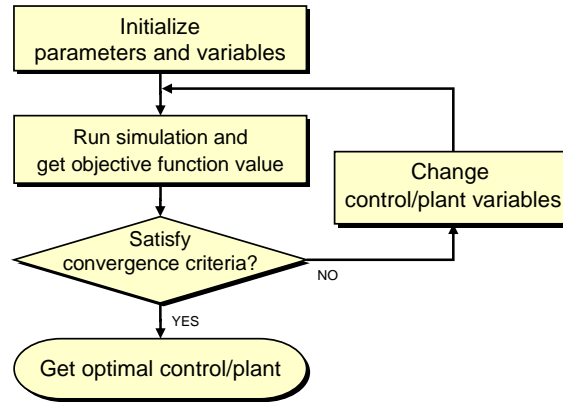 Initialize
parameters and variables
Run simulation and
get objective function value
Change
control/plant variables
Satisfy
convergence criteria?
NO
YES
Get optimal control/plant